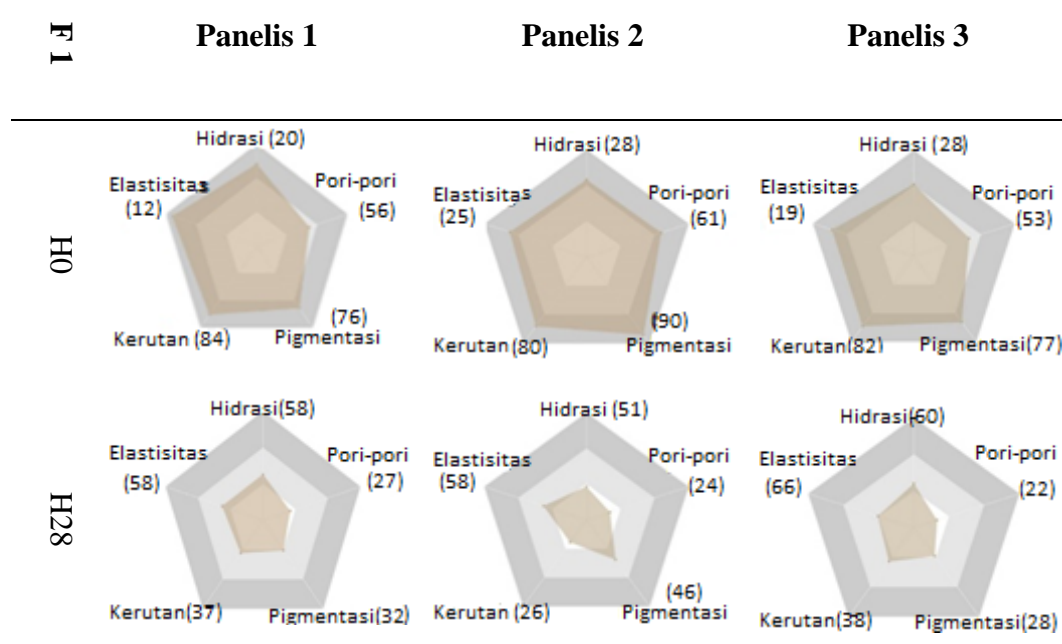 F 1
Panelis 1
Panelis 2
Panelis 3
H0
Hidrasi (20)
Pori-pori
(56)
(76)
Pigmentasi
Kerutan (84)
Elastisitas
(12)
Hidrasi (28)
Pori-pori
(61)
(90)
Pigmentasi
Kerutan (80)
Elastisitas
(25)
Hidrasi (28)
Pori-pori
(53)
Pigmentasi(77)
Kerutan(82)
Elastisitas
(19)
H28
Hidrasi(58)
Pori-pori
(27)
Pigmentasi(32)
Kerutan(37)
Elastisitas
(58)
Hidrasi (51)
Pori-pori
(24)
(46)
Pigmentasi
Kerutan (26)
Elastisitas
(58)
Hidrasi(60)
Pori-pori
(22)
Pigmentasi(28)
Kerutan(38)
Elastisitas
(66)